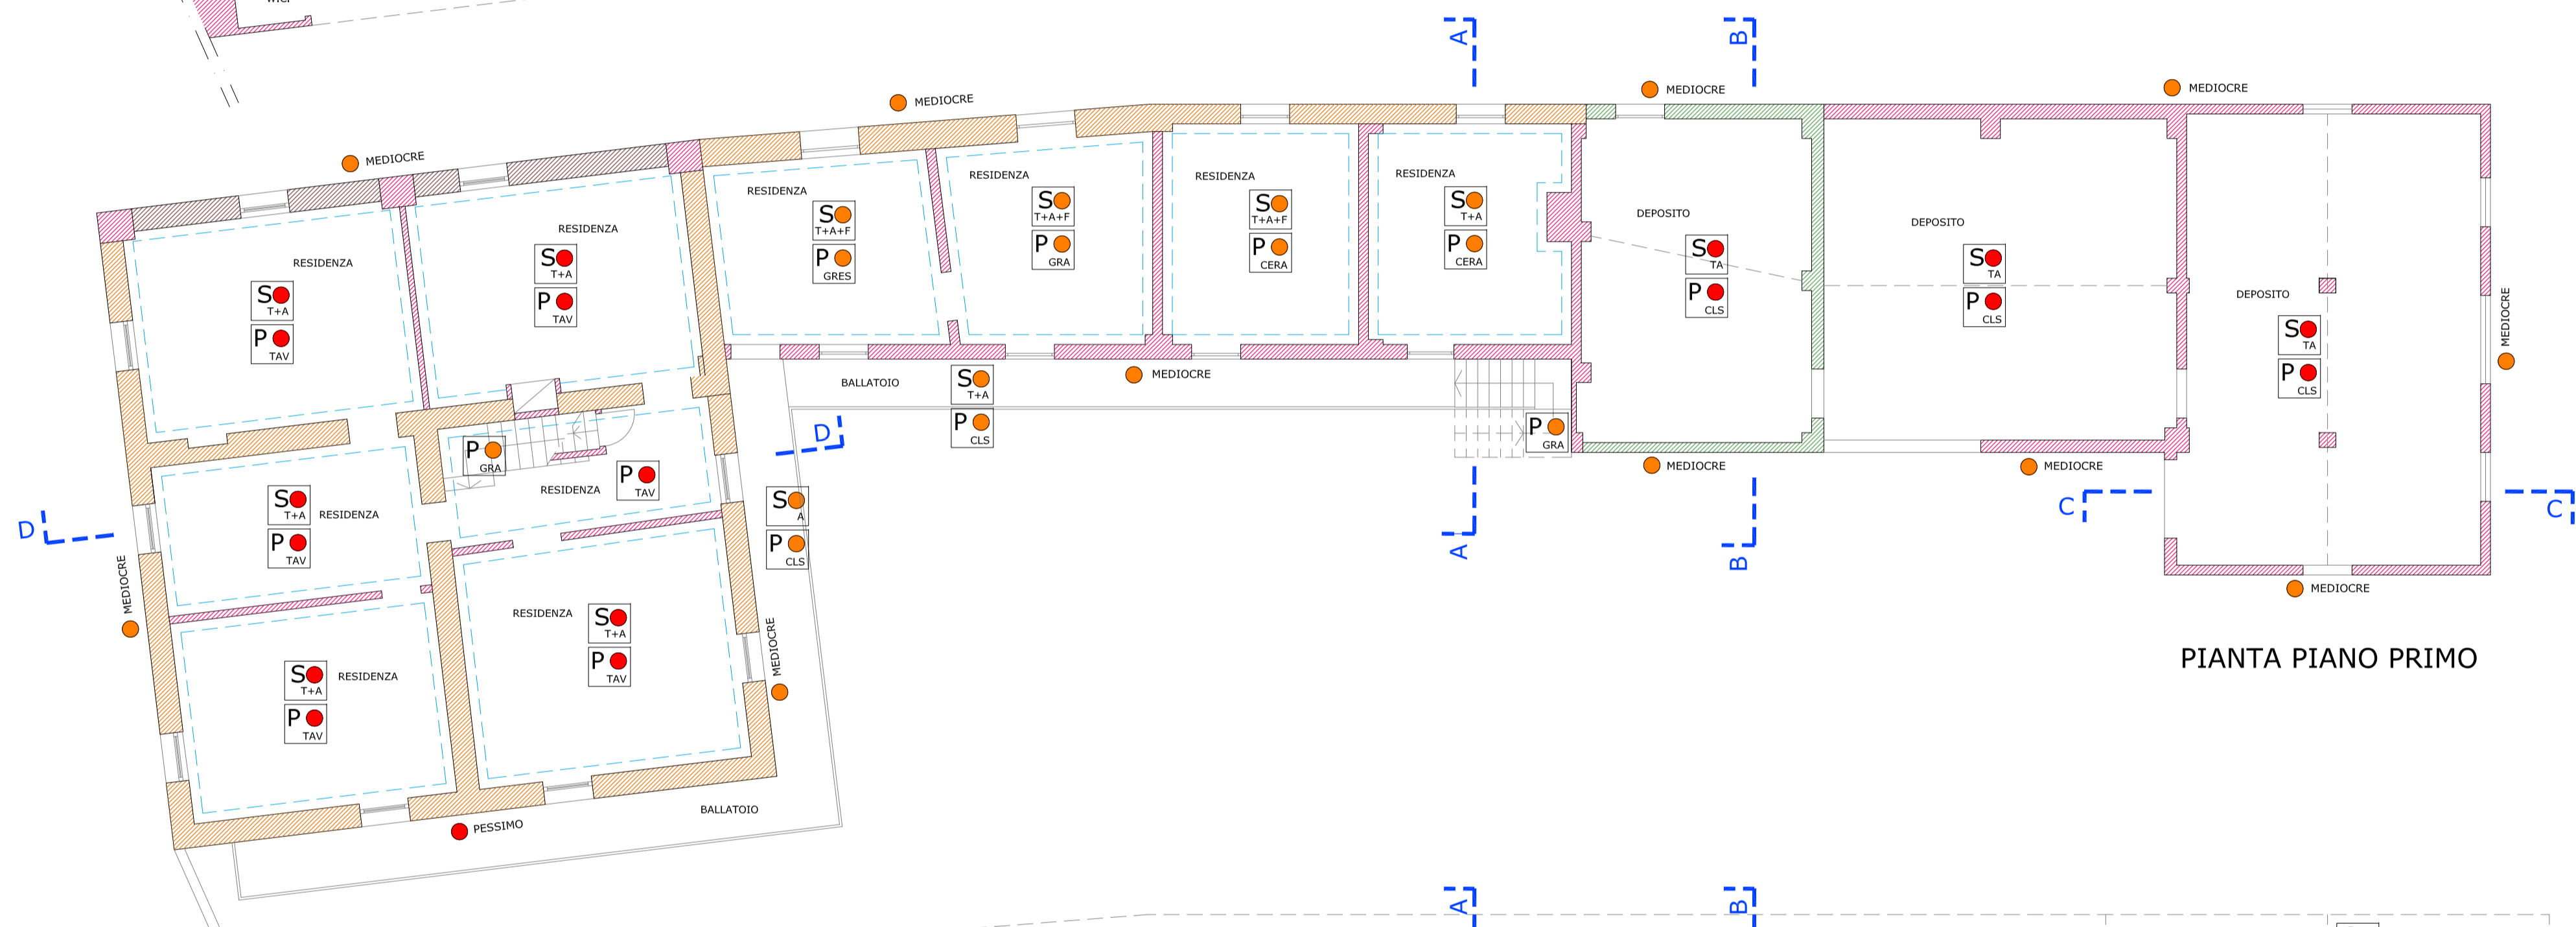 A
B
MEDIOCRE
MEDIOCRE
MEDIOCRE
MEDIOCRE
RESIDENZA
S
T+A
P
TAV
RESIDENZA
S
T+A
P
TAV
RESIDENZA
S
T+A+F
P
GRES
RESIDENZA
S
T+A+F
P
GRA
RESIDENZA
S
T+A+F
P
CERA
RESIDENZA
S
T+A
P
CERA
DEPOSITO
S
TA
P
CLS
DEPOSITO
S
TA
P
CLS
DEPOSITO
S
TA
P
CLS
MEDIOCRE
BALLATOIO
S
T+A
P
CLS
MEDIOCRE
P
GRA
D
P
GRA
RESIDENZA
P
TAV
MEDIOCRE
MEDIOCRE
C
C
D
S
T+A
RESIDENZA
P
TAV
S
A
P
CLS
A
B
MEDIOCRE
MEDIOCRE
MEDIOCRE
RESIDENZA
S
T+A
P
TAV
S
T+A
RESIDENZA
P
TAV
PIANTA PIANO PRIMO
BALLATOIO
PESSIMO
A
B